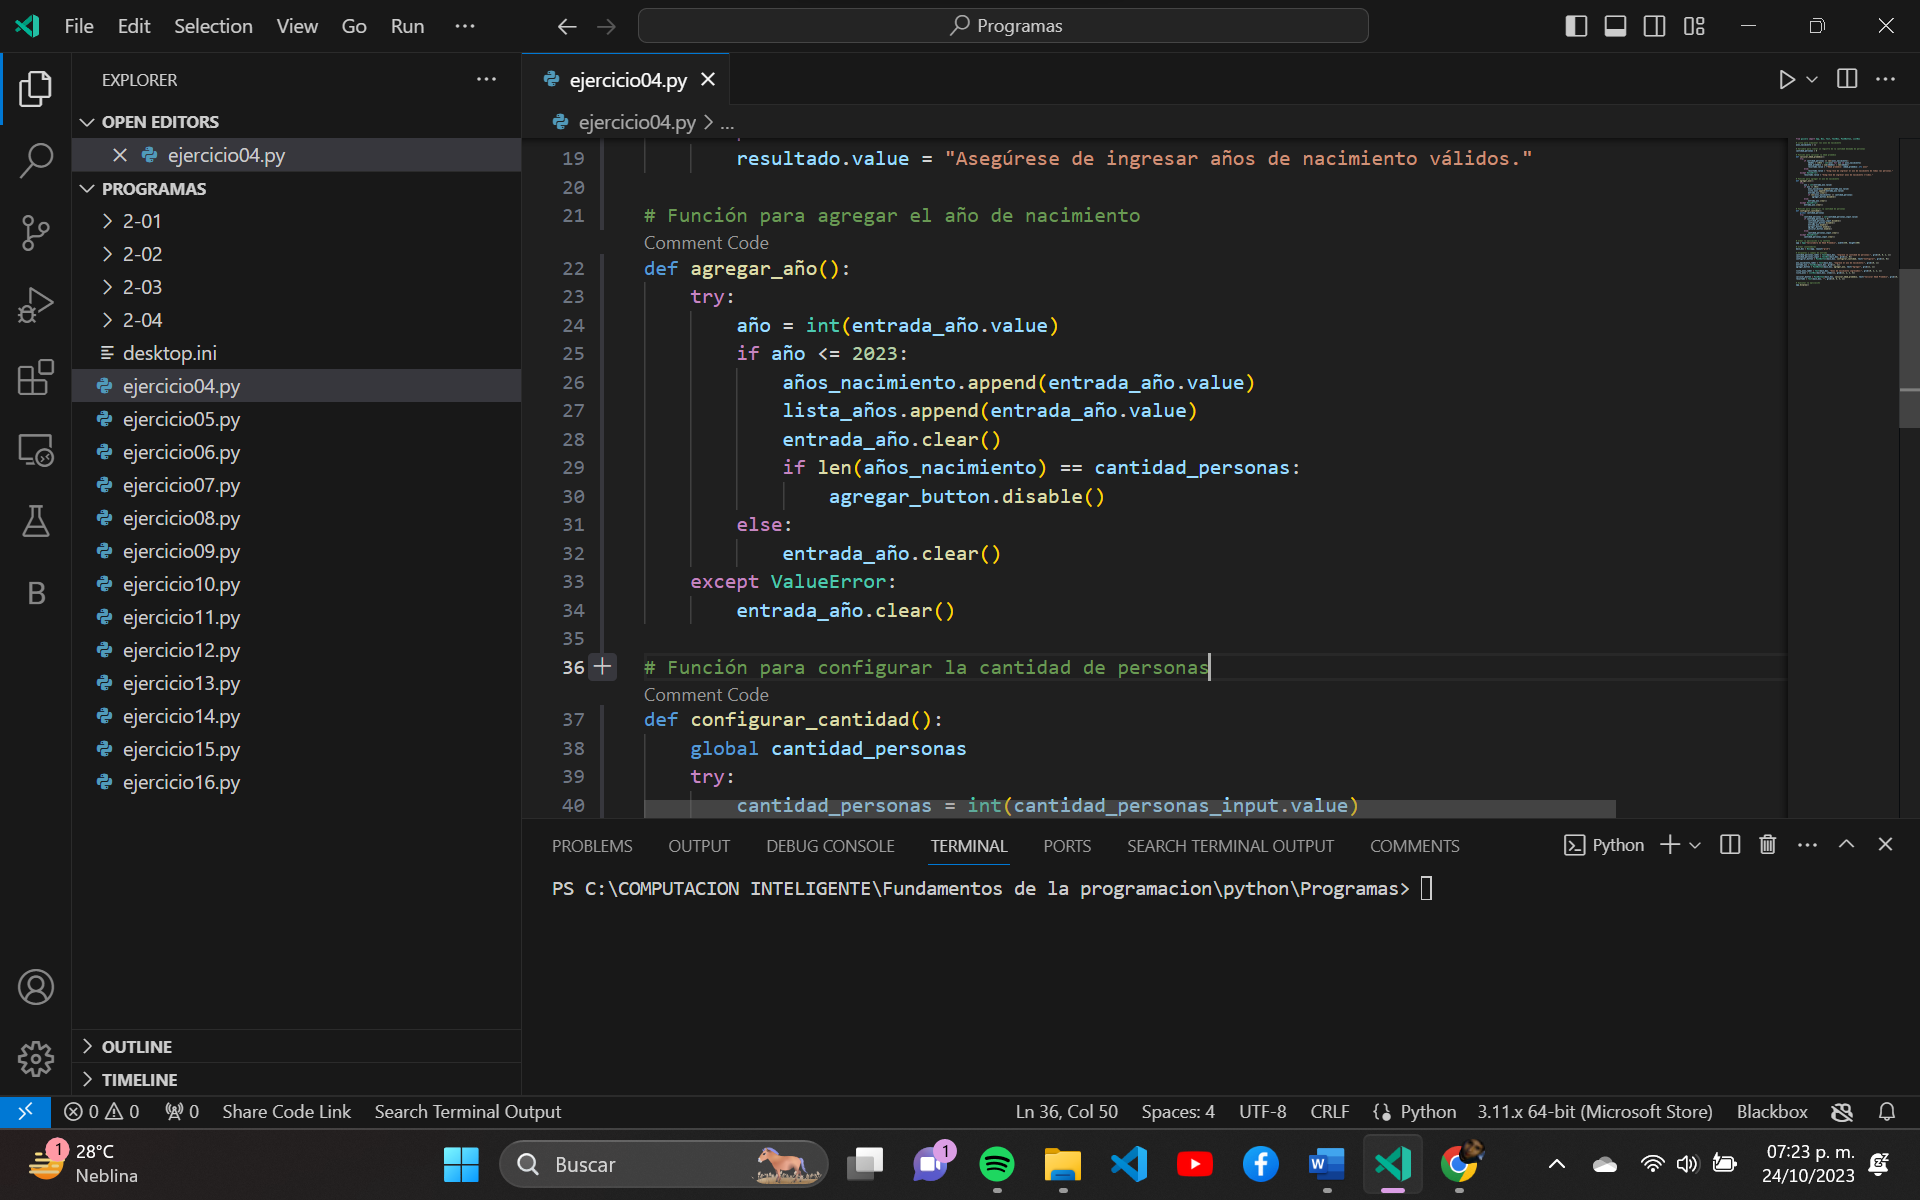 File Edit Selection View Go Run ···
Programas
EXPLORER ···
OPEN EDITORS
ejercicio04.py
PROGRAMAS
2-01
2-02
2-03
2-04
desktop.ini
ejercicio04.py
ejercicio05.py
ejercicio06.py
ejercicio07.py
ejercicio08.py
ejercicio09.py
ejercicio10.py
ejercicio11.py
ejercicio12.py
ejercicio13.py
ejercicio14.py
ejercicio15.py
ejercicio16.py
OUTLINE
TIMELINE
B
ejercicio04.py
ejercicio04.py > ...
19 resultado.value = "Asegúrese de ingresar años de nacimiento válidos."
20
21 # Función para agregar el año de nacimiento
Comment Code
22 def agregar_año():
23 try:
24 año = int(entrada_año.value)
25 if año <= 2023:
26 años_nacimiento.append(entrada_año.value)
27 lista_años.append(entrada_año.value)
28 entrada_año.clear()
29 if len(años_nacimiento) == cantidad_personas:
30 agregar_button.disable()
31 else:
32 entrada_año.clear()
33 except ValueError:
34 entrada_año.clear()
35
36 # Función para configurar la cantidad de personas
Comment Code
37 def configurar_cantidad():
38 global cantidad_personas
39 try:
40 cantidad_personas = int(cantidad_personas_input.value)
PROBLEMS OUTPUT DEBUG CONSOLE TERMINAL PORTS SEARCH TERMINAL OUTPUT COMMENTS
Python
PS C:\COMPUTACION INTELIGENTE\Fundamentos de la programacion\python\Programas>
0 0 0 Share Code Link Search Terminal Output
Ln 36, Col 50 Spaces: 4 UTF-8 CRLF Python 3.11.x 64-bit (Microsoft Store) Blackbox
1
28°C
Neblina
Buscar
1
07:23 p. m.
24/10/2023